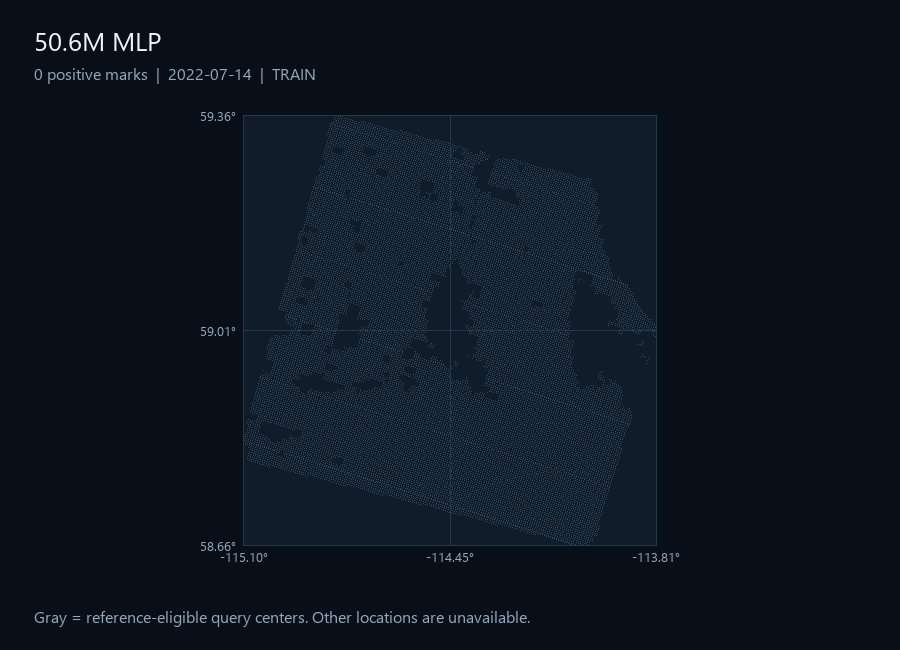 50.6M MLP
0 positive marks | 2022-07-14 | TRAIN
59.36°
59.01°
58.66°
-115.10° -114.45° -113.81°
Gray = reference-eligible query centers. Other locations are unavailable.